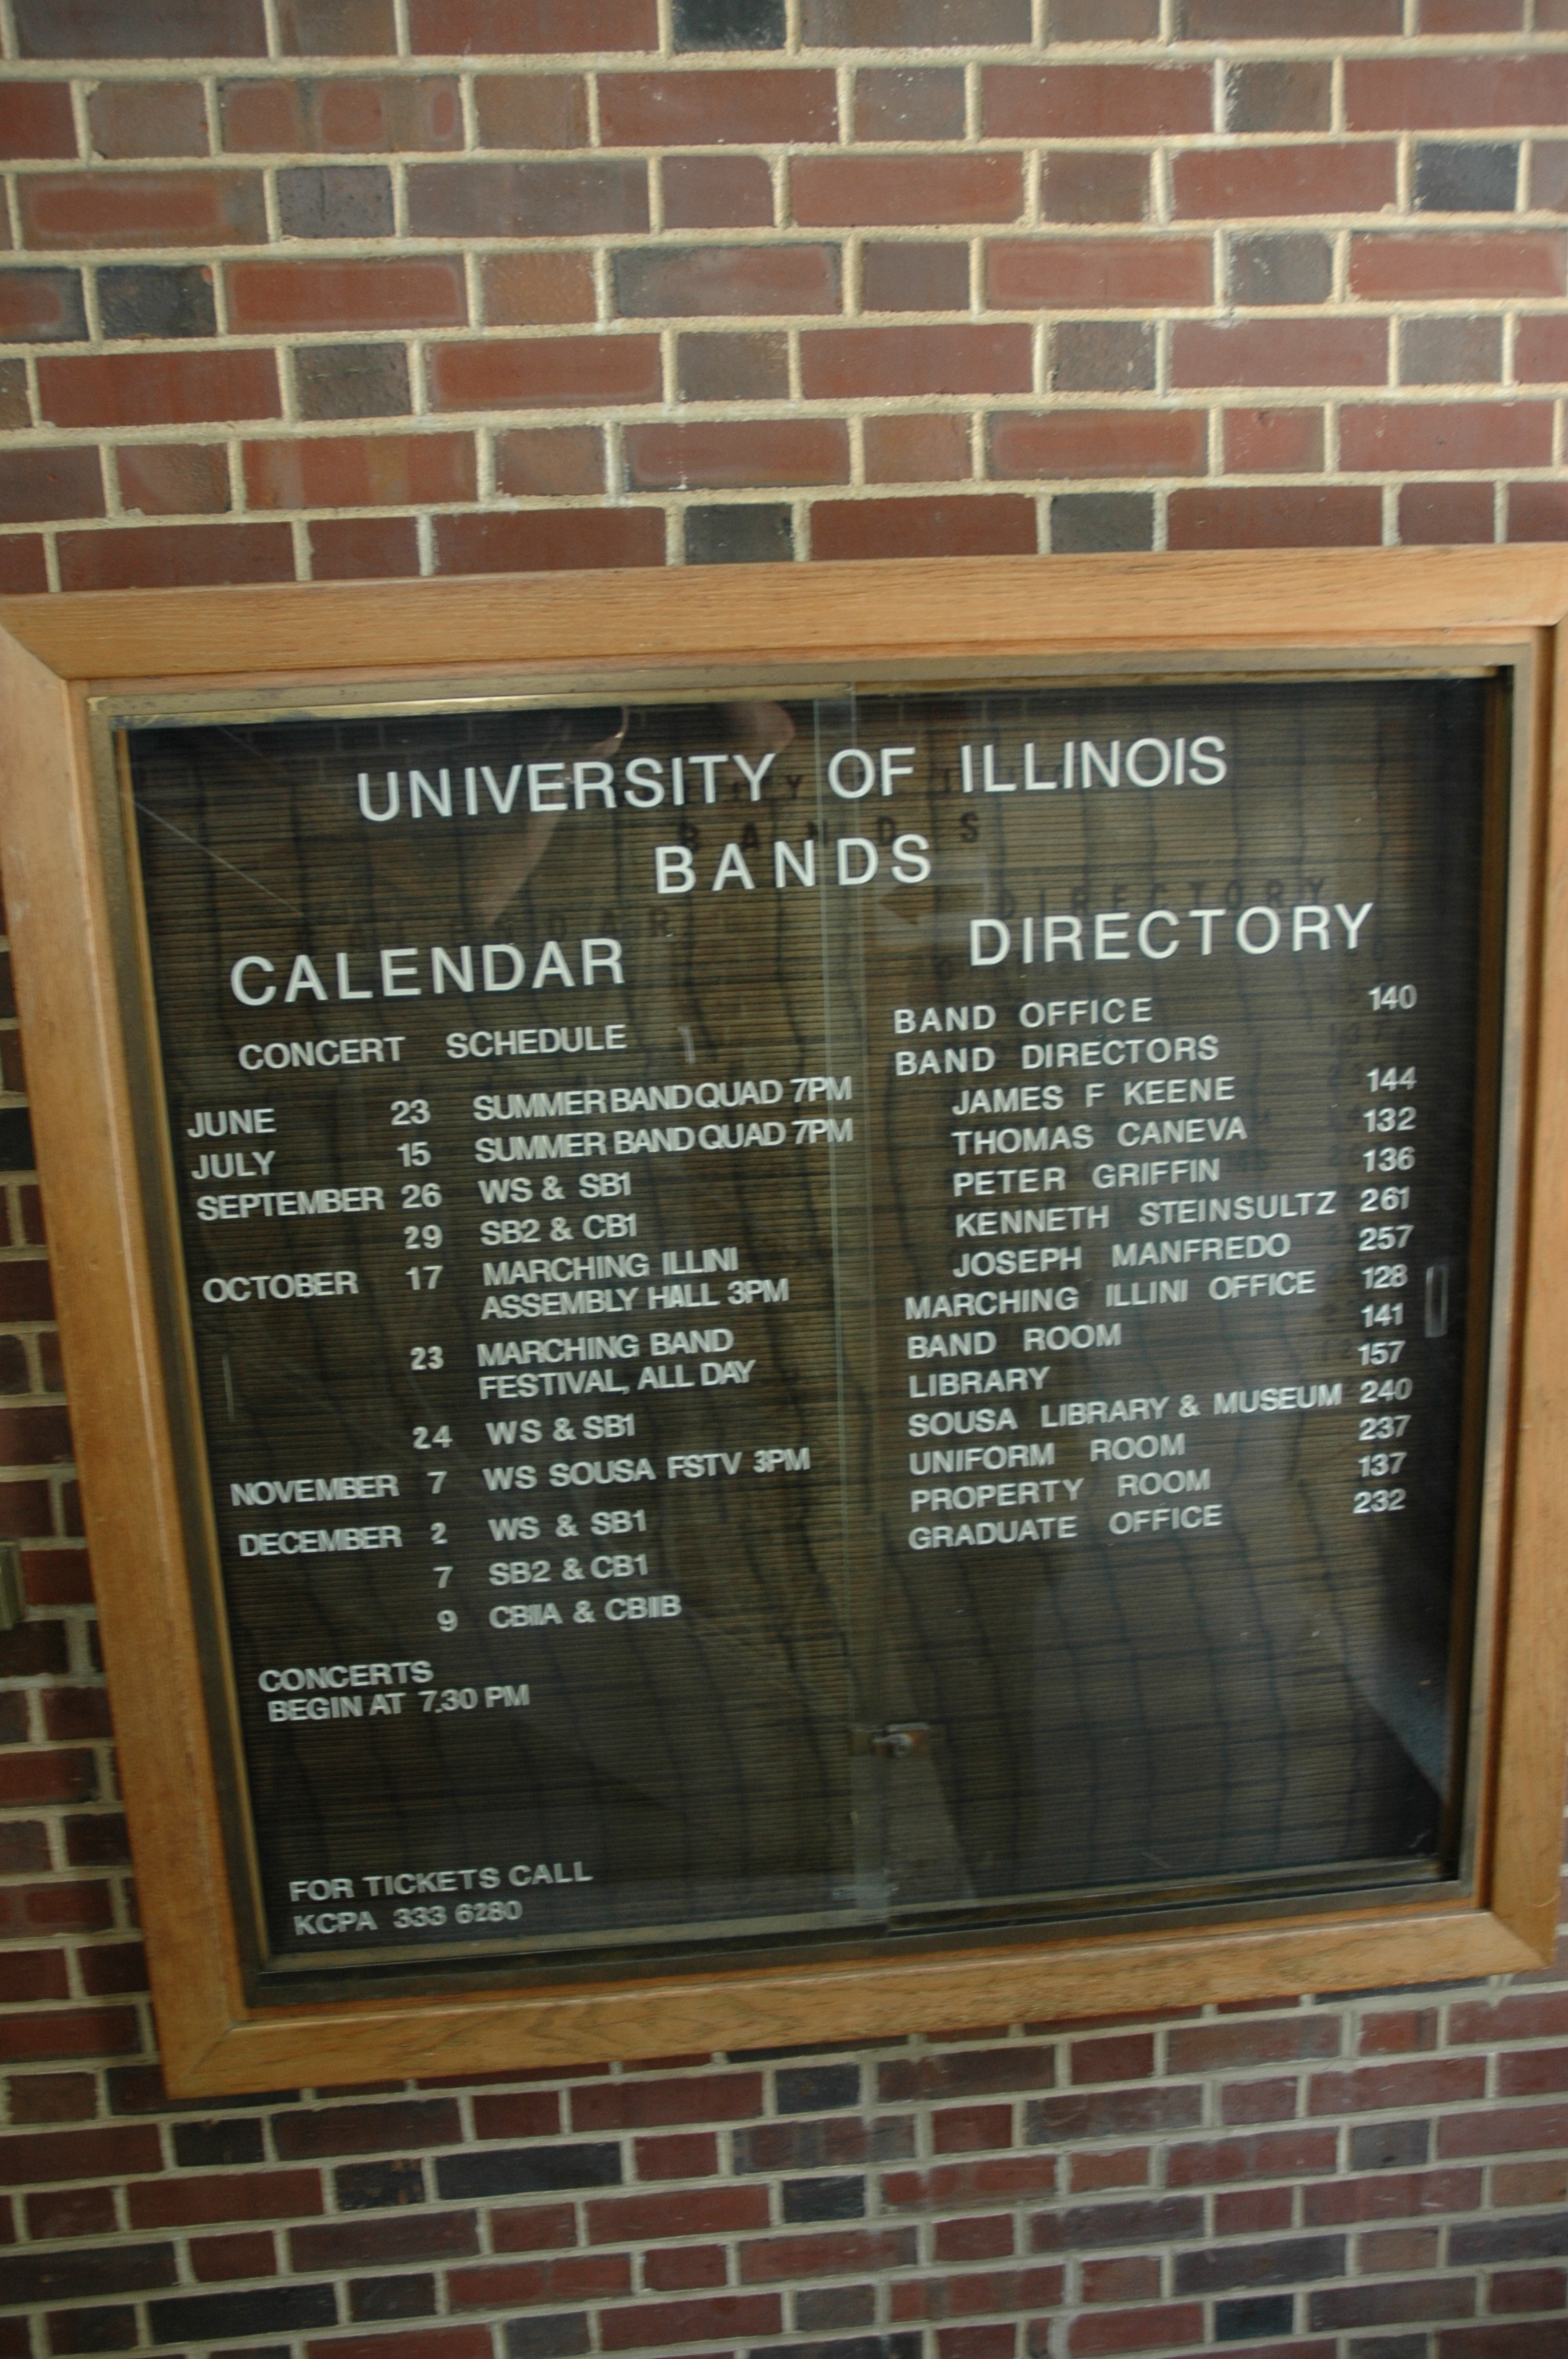 UNIVERSITY OF ILLINOIS
BANDS
CALENDAR
CONCERT SCHEDULE
JUNE 23 SUMMER BAND QUAD 7PM
JULY 15 SUMMER BAND QUAD 7PM
SEPTEMBER 26 WS & SB1
29 SB2 & CB1
OCTOBER 17 MARCHING ILLINI
ASSEMBLY HALL 3PM
23 MARCHING BAND
FESTIVAL, ALL DAY
24 WS & SB1
NOVEMBER 7 WS SOUSA FSTV 3PM
DECEMBER 2 WS & SB1
7 SB2 & CB1
9 CBIIA & CBIIB
CONCERTS
BEGIN AT 7.30 PM
FOR TICKETS CALL
KCPA 333 6280
DIRECTORY
BAND OFFICE 140
BAND DIRECTORS
JAMES F KEENE 144
THOMAS CANEVA 132
PETER GRIFFIN 136
KENNETH STEINSULTZ 261
JOSEPH MANFREDO 257
MARCHING ILLINI OFFICE 128
BAND ROOM 141
LIBRARY 157
SOUSA LIBRARY & MUSEUM 240
UNIFORM ROOM 237
PROPERTY ROOM 137
GRADUATE OFFICE 232